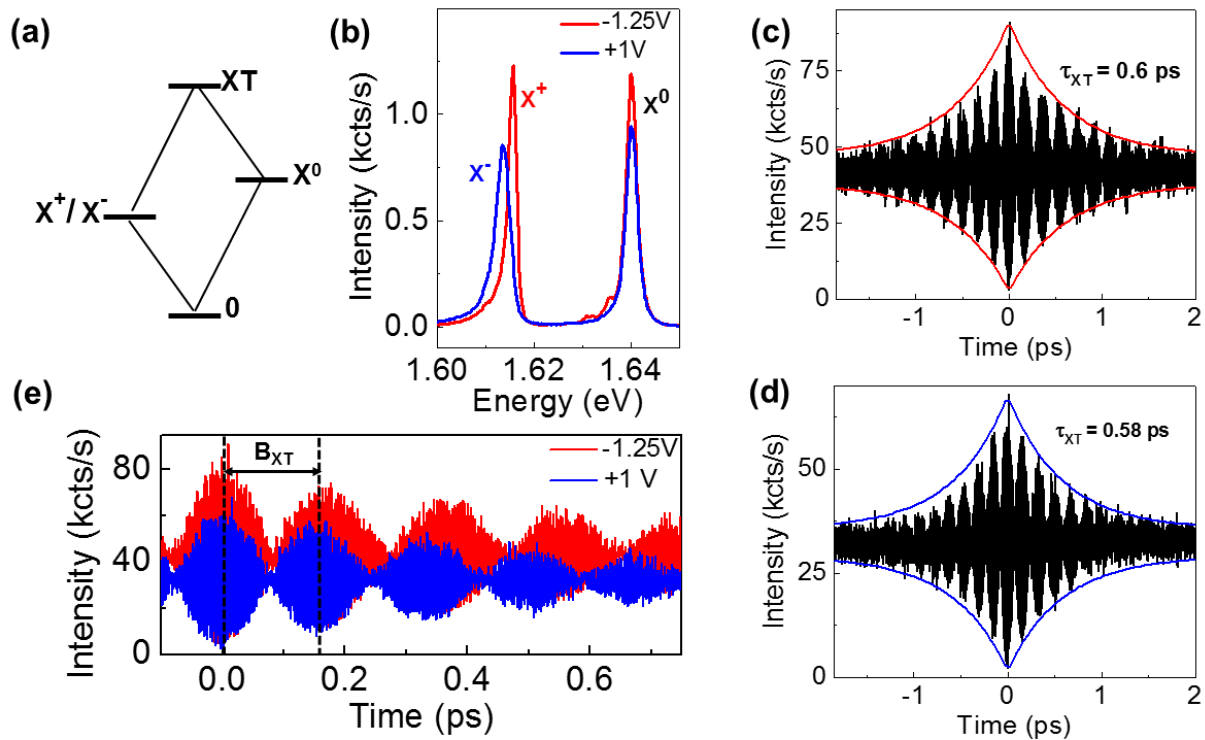 (a)
XT
X⁰
X⁺/ X⁻
0
(b)
-1.25V
+1V
X⁺
X⁰
X⁻
Intensity (kcts/s)
1.0
0.5
0.0
1.60
1.62
1.64
Energy (eV)
(c)
τXT = 0.6 ps
Intensity (kcts/s)
75
50
25
0
-1
0
1
2
Time (ps)
(d)
τXT = 0.58 ps
Intensity (kcts/s)
50
25
0
-1
0
1
2
Time (ps)
(e)
BXT
-1.25V
+1 V
Intensity (kcts/s)
80
40
0
0.0
0.2
0.4
0.6
Time (ps)